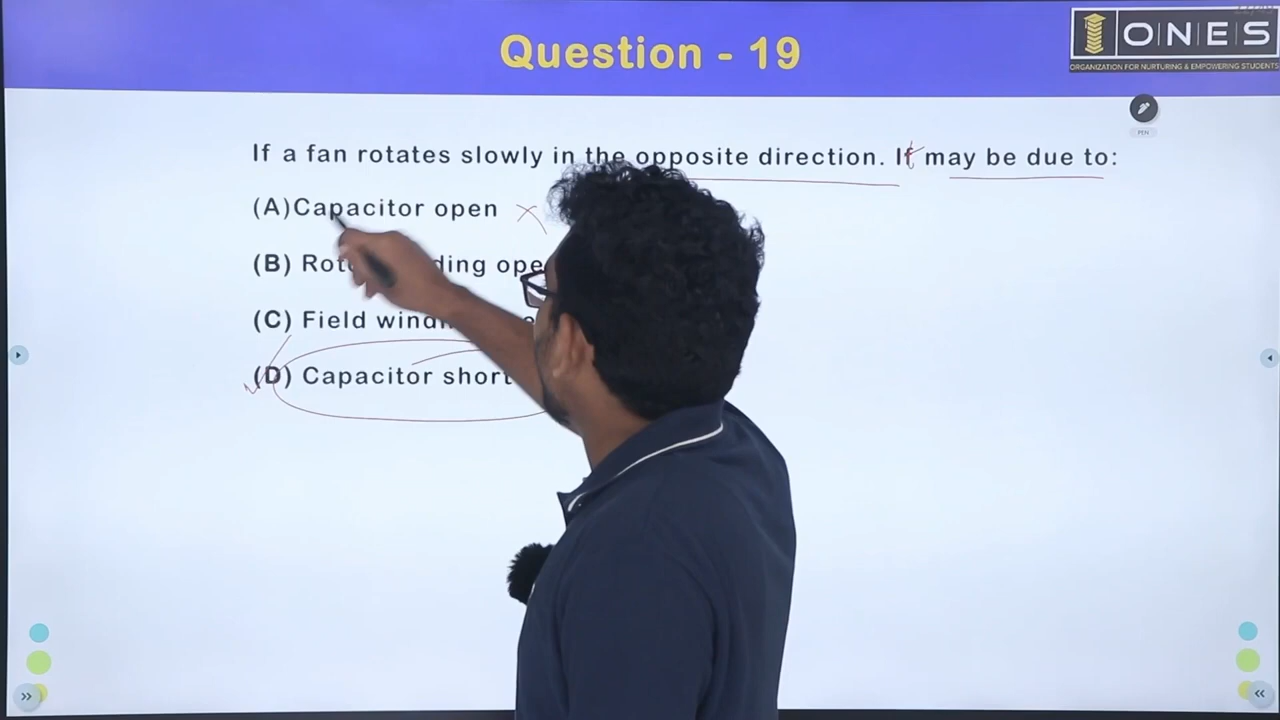 Question - 19
ONES
ORGANIZATION FOR NURTURING & EMPOWERING STUDENTS
PEN
If a fan rotates slowly in the opposite direction. It may be due to:
(A)Capacitor open
(B)
(C) Field
(D) Capacitor short